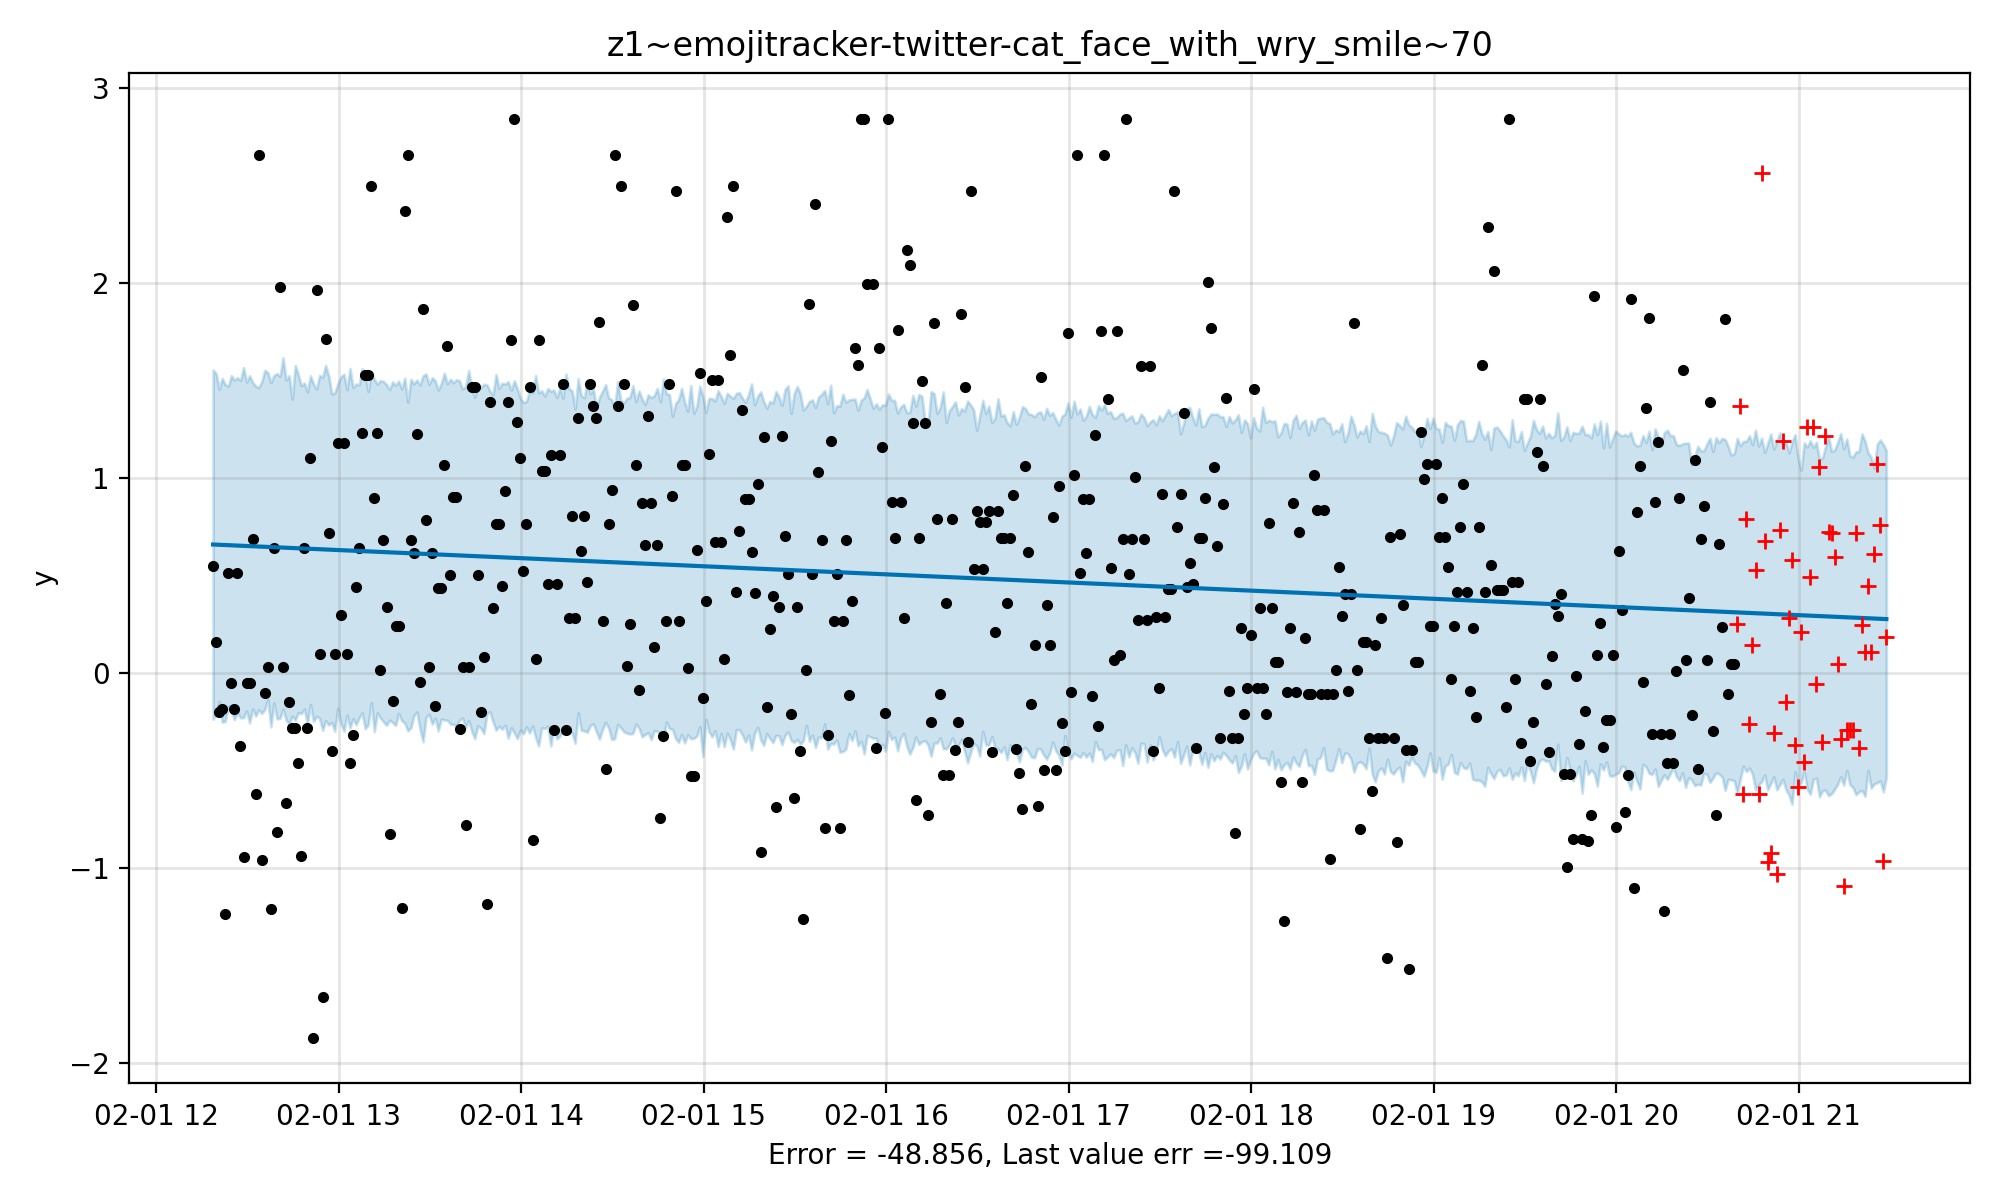 z1~emojitracker-twitter-cat_face_with_wry_smile~70
3
2
1
0
−1
−2
y
02-01 12 02-01 13 02-01 14 02-01 15 02-01 16 02-01 17 02-01 18 02-01 19 02-01 20 02-01 21
Error = -48.856, Last value err =-99.109